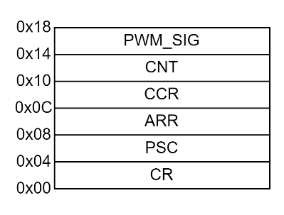 0x18
PWM_SIG
0x14
CNT
0x10
CCR
0x0C
ARR
0x08
PSC
0x04
CR
0x00